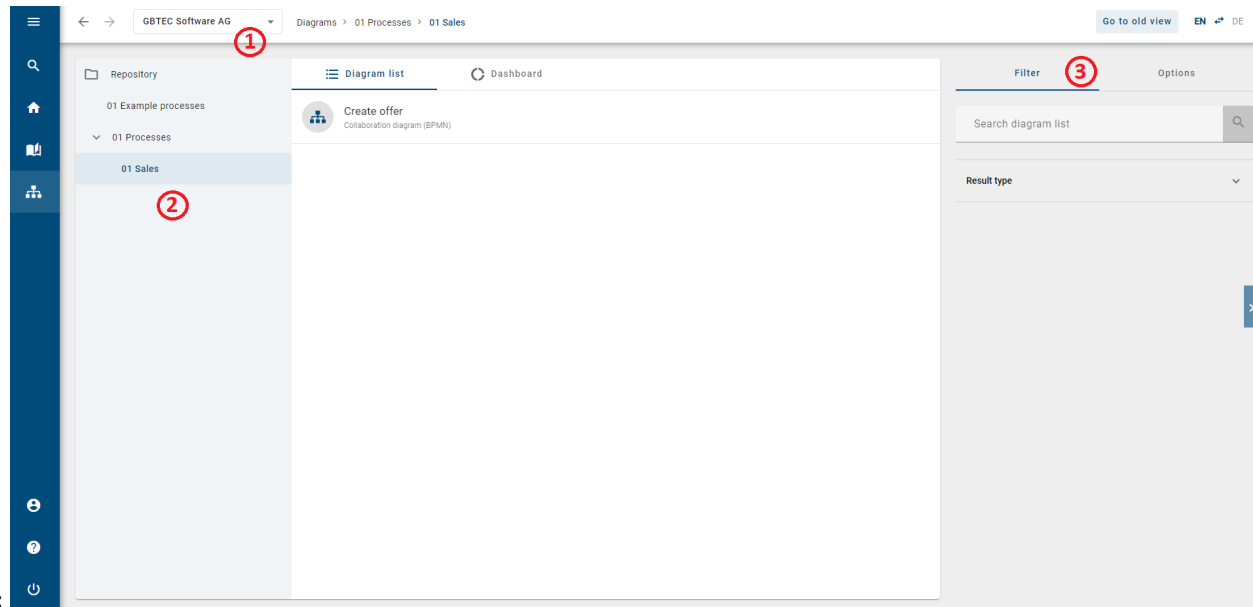 GBTEC Software AG
Diagrams > 01 Processes > 01 Sales
Go to old view
EN
DE
1
Repository
Diagram list
Dashboard
Filter
3
Options
01 Example processes
Create offer
Collaboration diagram (BPMN)
Search diagram list
01 Processes
01 Sales
Result type
2